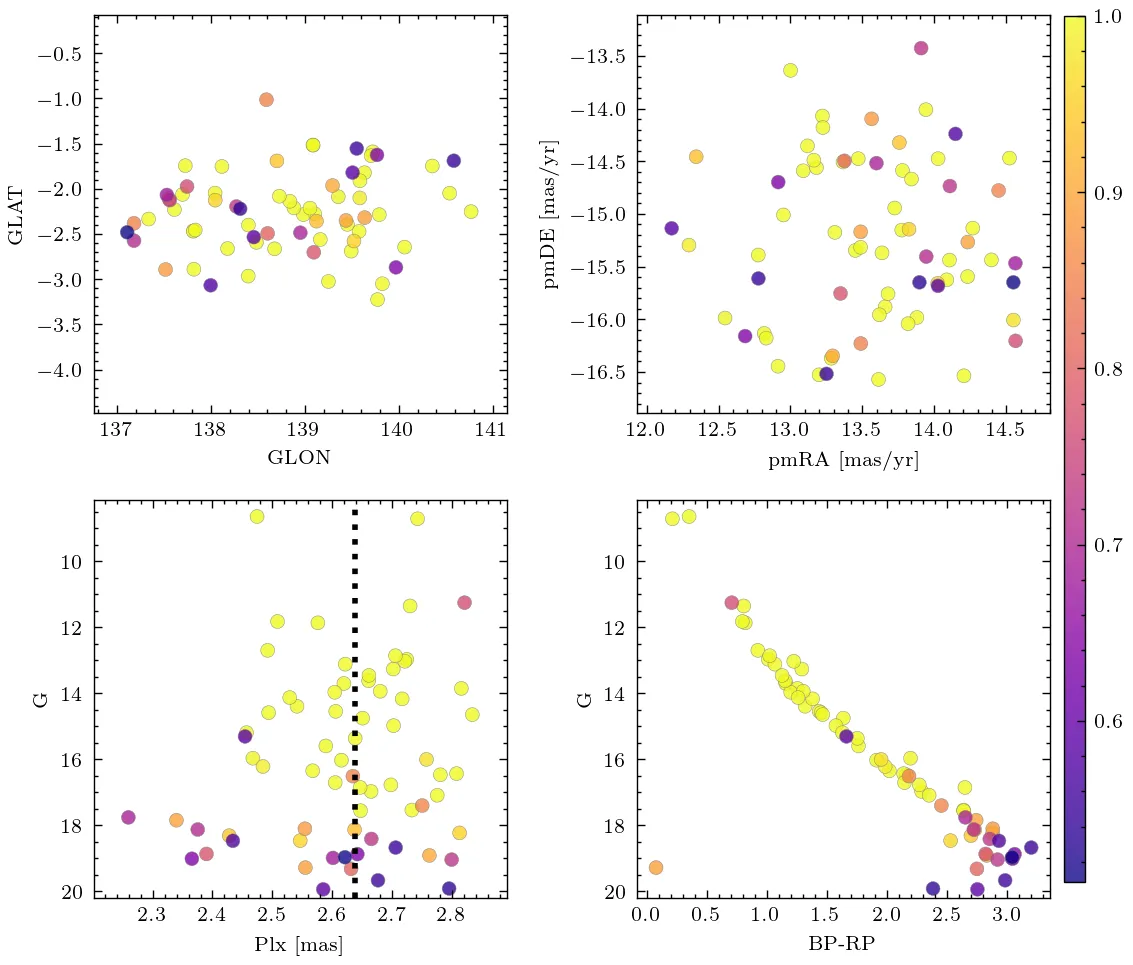 −0.5
−1.0
−1.5
−2.0
−2.5
−3.0
−3.5
−4.0
GLAT
137 138 139 140 141
GLON
−13.5
−14.0
−14.5
−15.0
−15.5
−16.0
−16.5
pmDE [mas/yr]
12.0 12.5 13.0 13.5 14.0 14.5
pmRA [mas/yr]
10
12
14
16
18
20
G
2.3 2.4 2.5 2.6 2.7 2.8
Plx [mas]
10
12
14
16
18
20
G
0.0 0.5 1.0 1.5 2.0 2.5 3.0
BP-RP
1.0
0.9
0.8
0.7
0.6